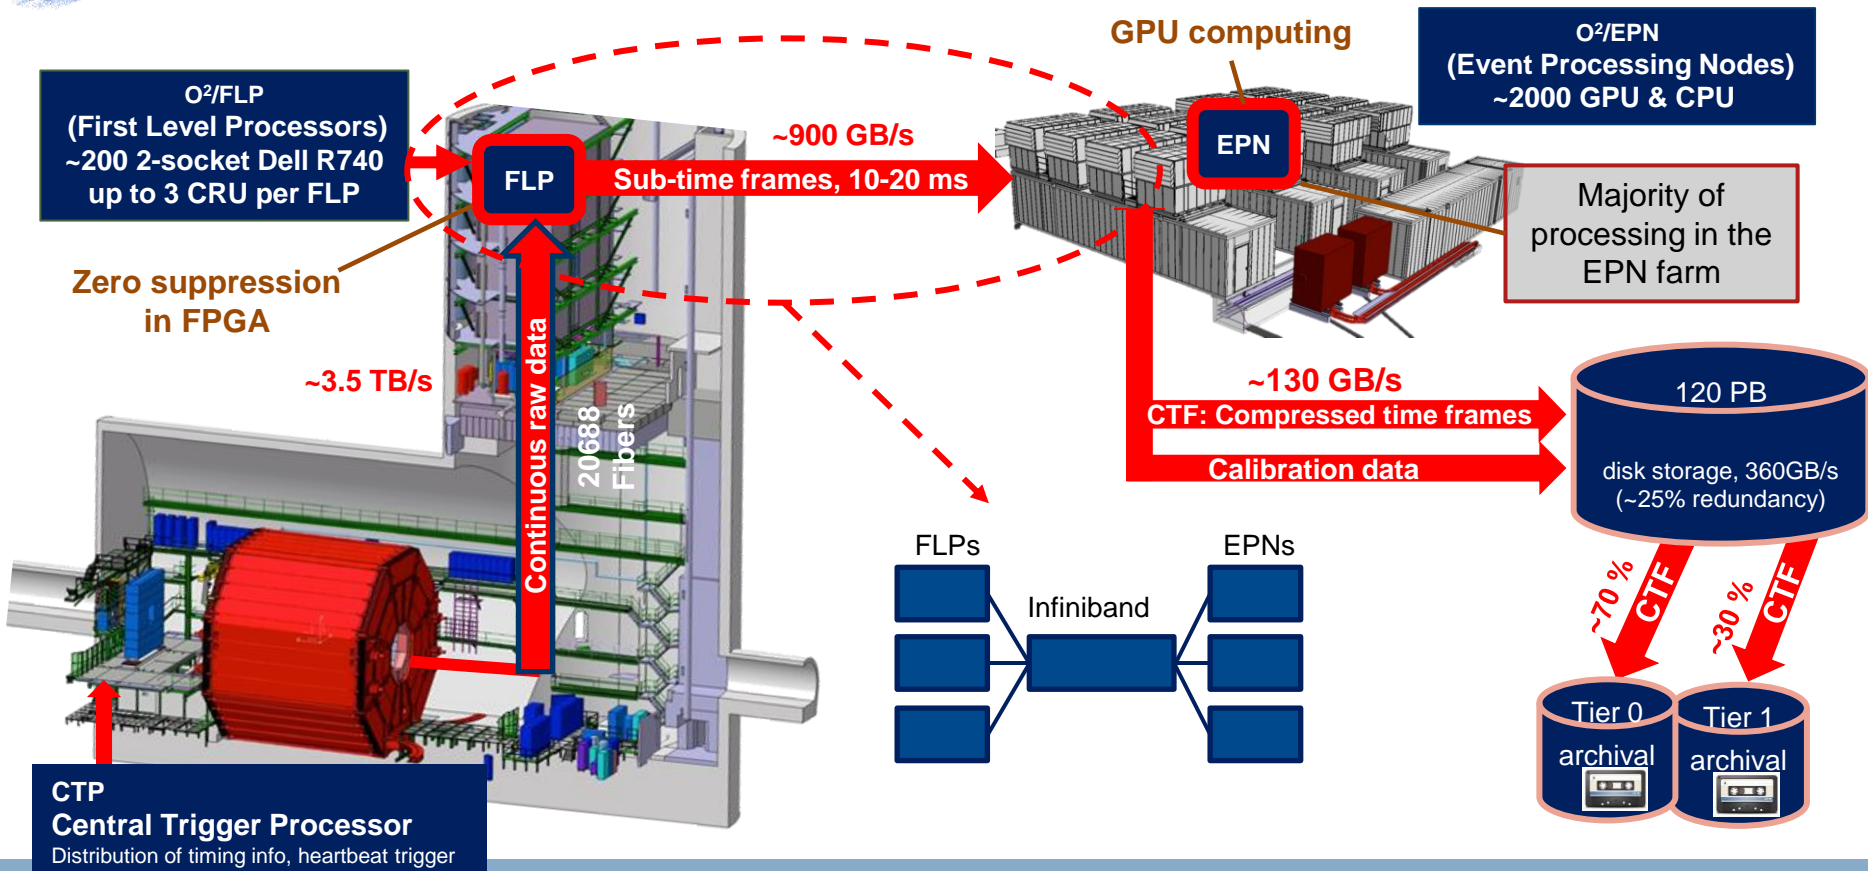 GPU computing
O²/EPN
(Event Processing Nodes)
~2000 GPU & CPU
O²/FLP
(First Level Processors)
~200 2-socket Dell R740
up to 3 CRU per FLP
FLP
~900 GB/s
Sub-time frames, 10-20 ms
EPN
Majority of
processing in the
EPN farm
Zero suppression
in FPGA
~3.5 TB/s
Continuous raw data
20688
Fibers
~130 GB/s
CTF: Compressed time frames
Calibration data
120 PB
disk storage, 360GB/s
(~25% redundancy)
FLPs
EPNs
Infiniband
~70 %
CTF
~30 %
CTF
Tier 0
archival
Tier 1
archival
CTP
Central Trigger Processor
Distribution of timing info, heartbeat trigger